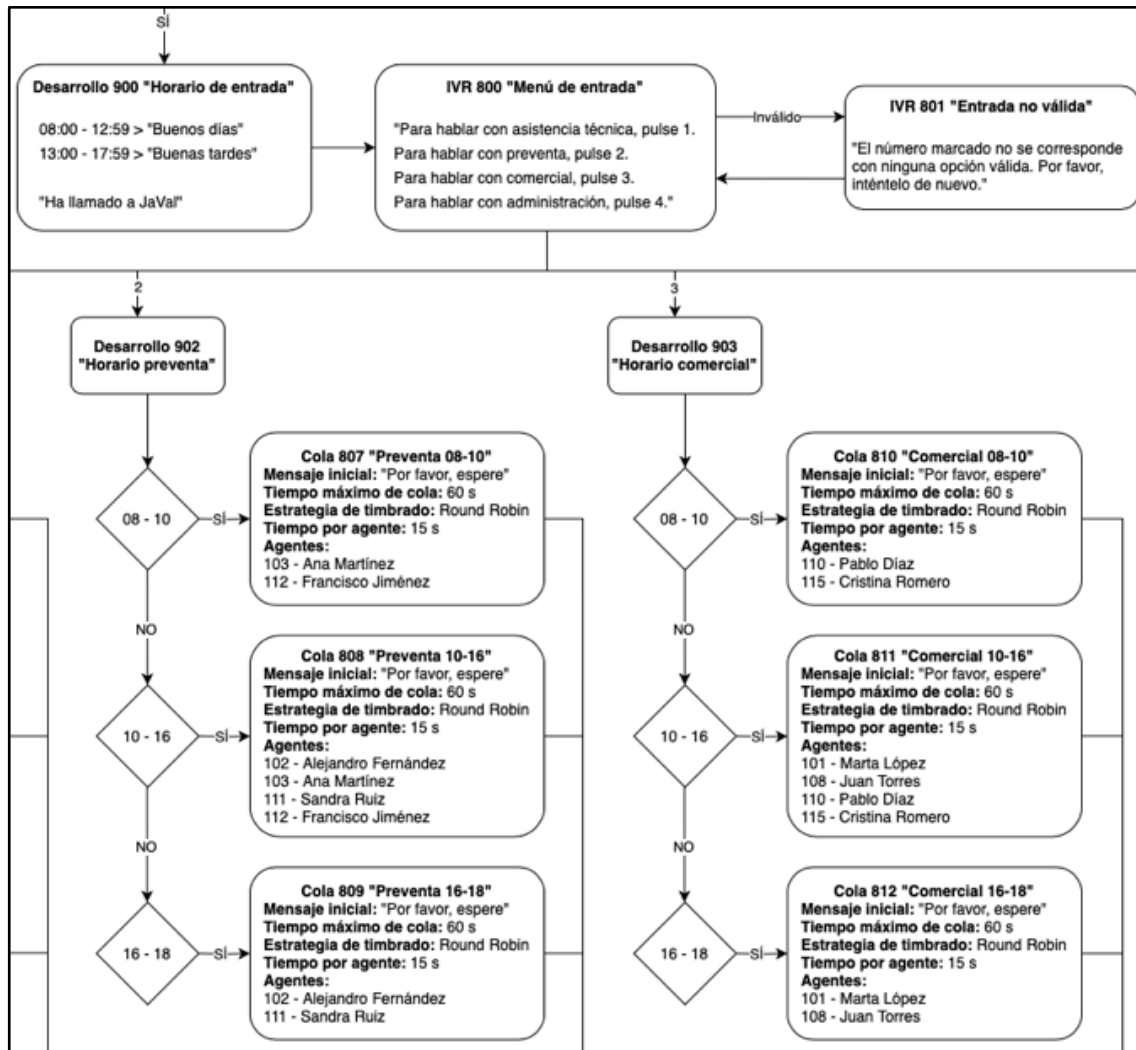 SÍ
Desarrollo 900 "Horario de entrada"
08:00 - 12:59 > "Buenos días"
13:00 - 17:59 > "Buenas tardes"
"Ha llamado a JaVal"
IVR 800 "Menú de entrada"
"Para hablar con asistencia técnica, pulse 1.
Para hablar con preventa, pulse 2.
Para hablar con comercial, pulse 3.
Para hablar con administración, pulse 4."
Inválido
IVR 801 "Entrada no válida"
"El número marcado no se corresponde
con ninguna opción válida. Por favor,
inténtelo de nuevo."
2
Desarrollo 902
"Horario preventa"
08 - 10
SÍ
Cola 807 "Preventa 08-10"
Mensaje inicial: "Por favor, espere"
Tiempo máximo de cola: 60 s
Estrategia de timbrado: Round Robin
Tiempo por agente: 15 s
Agentes:
103 - Ana Martínez
112 - Francisco Jiménez
NO
10 - 16
SÍ
Cola 808 "Preventa 10-16"
Mensaje inicial: "Por favor, espere"
Tiempo máximo de cola: 60 s
Estrategia de timbrado: Round Robin
Tiempo por agente: 15 s
Agentes:
102 - Alejandro Fernández
103 - Ana Martínez
111 - Sandra Ruiz
112 - Francisco Jiménez
NO
16 - 18
SÍ
Cola 809 "Preventa 16-18"
Mensaje inicial: "Por favor, espere"
Tiempo máximo de cola: 60 s
Estrategia de timbrado: Round Robin
Tiempo por agente: 15 s
Agentes:
102 - Alejandro Fernández
111 - Sandra Ruiz
3
Desarrollo 903
"Horario comercial"
08 - 10
SÍ
Cola 810 "Comercial 08-10"
Mensaje inicial: "Por favor, espere"
Tiempo máximo de cola: 60 s
Estrategia de timbrado: Round Robin
Tiempo por agente: 15 s
Agentes:
110 - Pablo Díaz
115 - Cristina Romero
NO
10 - 16
SÍ
Cola 811 "Comercial 10-16"
Mensaje inicial: "Por favor, espere"
Tiempo máximo de cola: 60 s
Estrategia de timbrado: Round Robin
Tiempo por agente: 15 s
Agentes:
101 - Marta López
108 - Juan Torres
110 - Pablo Díaz
115 - Cristina Romero
NO
16 - 18
SÍ
Cola 812 "Comercial 16-18"
Mensaje inicial: "Por favor, espere"
Tiempo máximo de cola: 60 s
Estrategia de timbrado: Round Robin
Tiempo por agente: 15 s
Agentes:
101 - Marta López
108 - Juan Torres